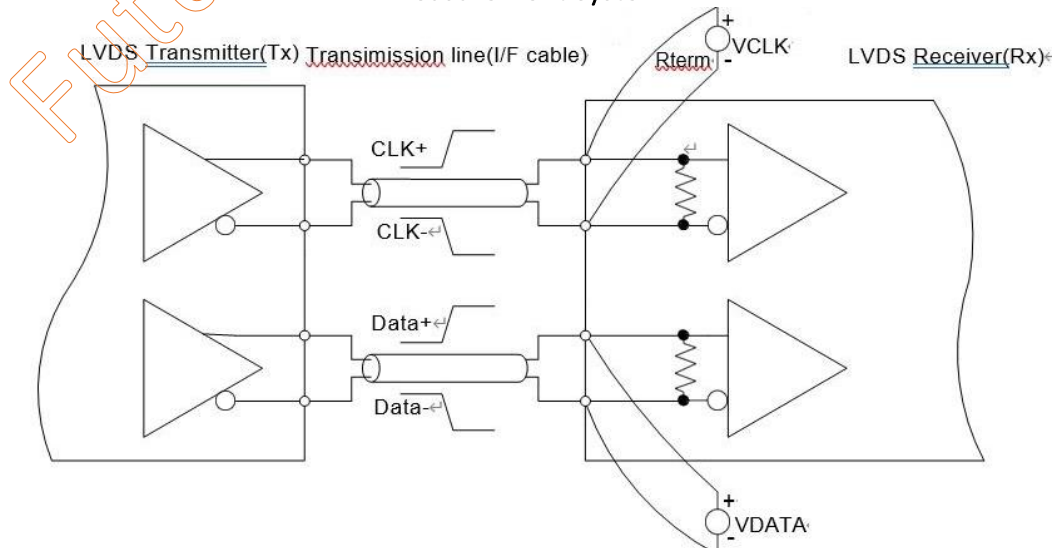 +
VCLK
-
LVDS Transmitter(Tx) Transimission line(I/F cable) Rterm LVDS Receiver(Rx)
CLK+
CLK-
Data+
Data-
+
VDATA
-